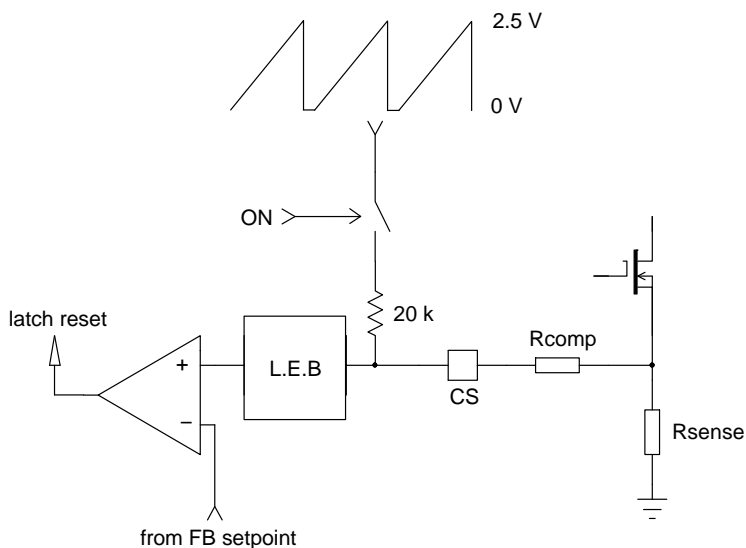 2.5 V
0 V
ON
20 k
latch reset
Rcomp
+
L.E.B
CS
−
Rsense
from FB setpoint